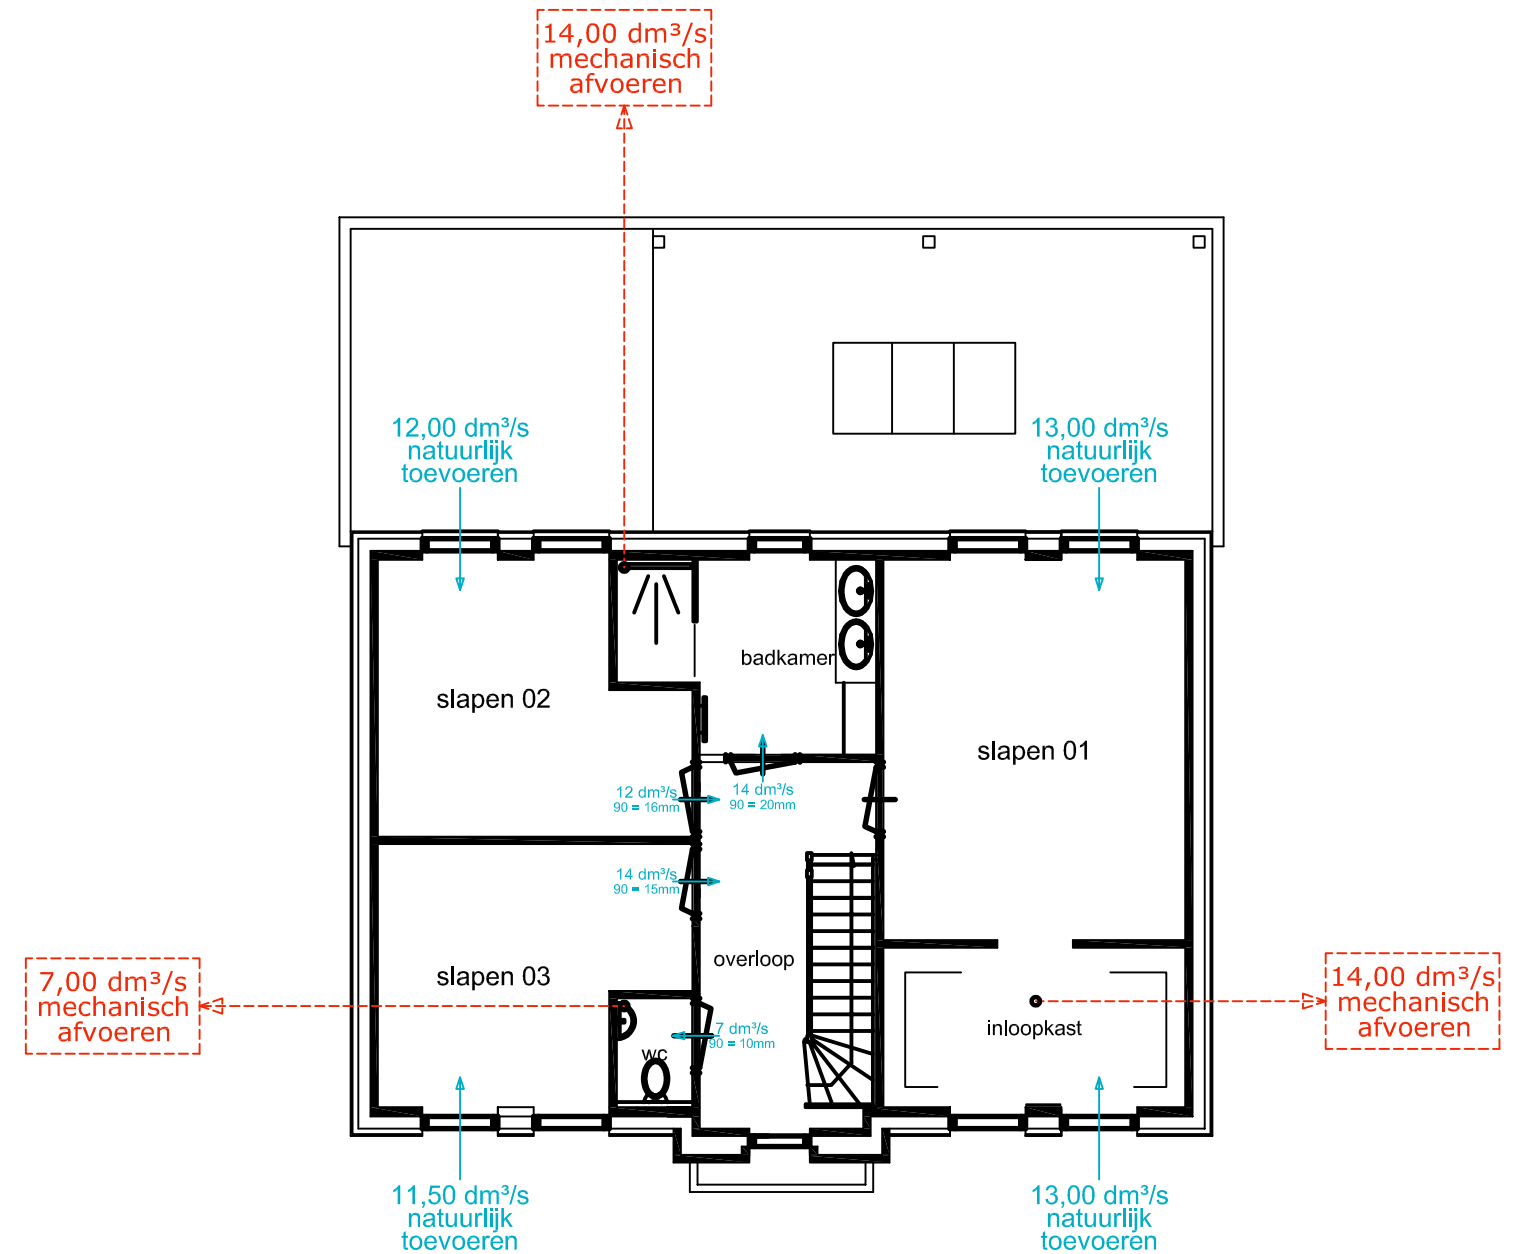 14,00 dm³/s
mechanisch
afvoeren
12,00 dm³/s
natuurlijk
toevoeren
13,00 dm³/s
natuurlijk
toevoeren
badkamer
slapen 02
slapen 01
12 dm³/s
90 = 16mm
14 dm³/s
90 = 20mm
14 dm³/s
90 = 15mm
overloop
slapen 03
7,00 dm³/s
mechanisch
afvoeren
14,00 dm³/s
mechanisch
afvoeren
inloopkast
7 dm³/s
90 = 10mm
wc
11,50 dm³/s
natuurlijk
toevoeren
13,00 dm³/s
natuurlijk
toevoeren